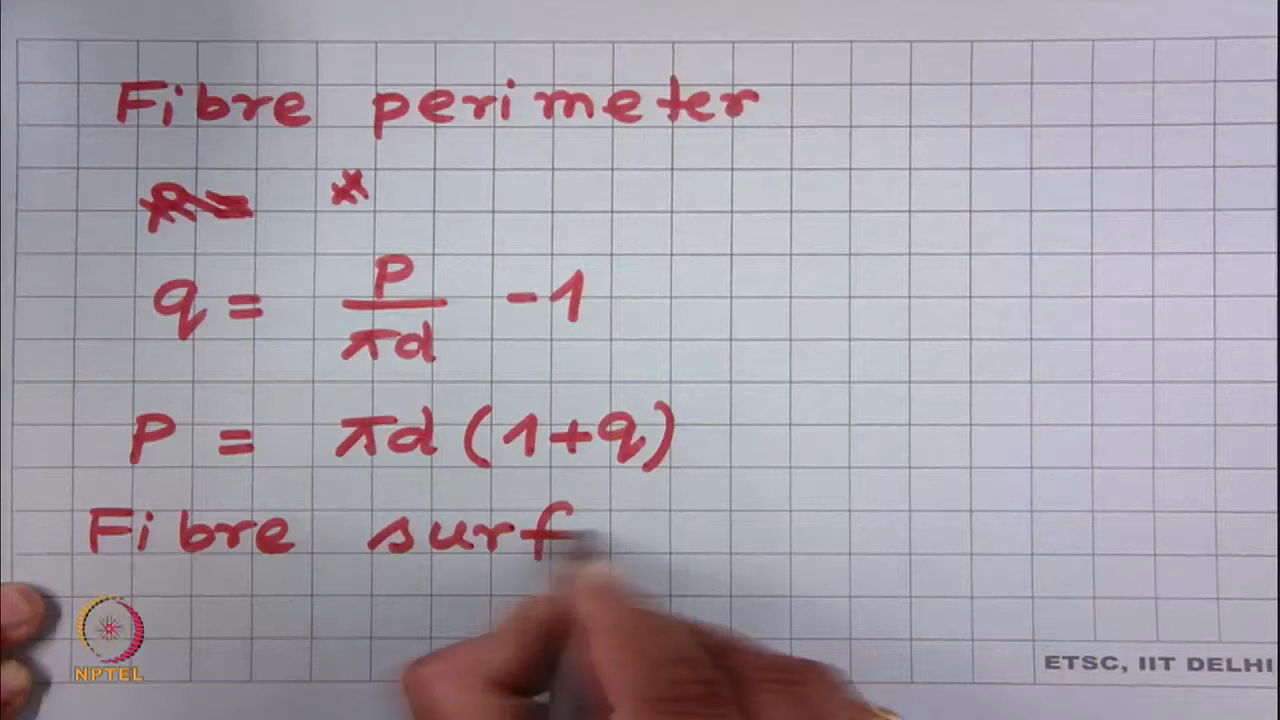 Fibre perimeter
q = p/πd - 1
p = πd (1+q)
Fibre surf
NPTEL
ETSC, IIT DELHI